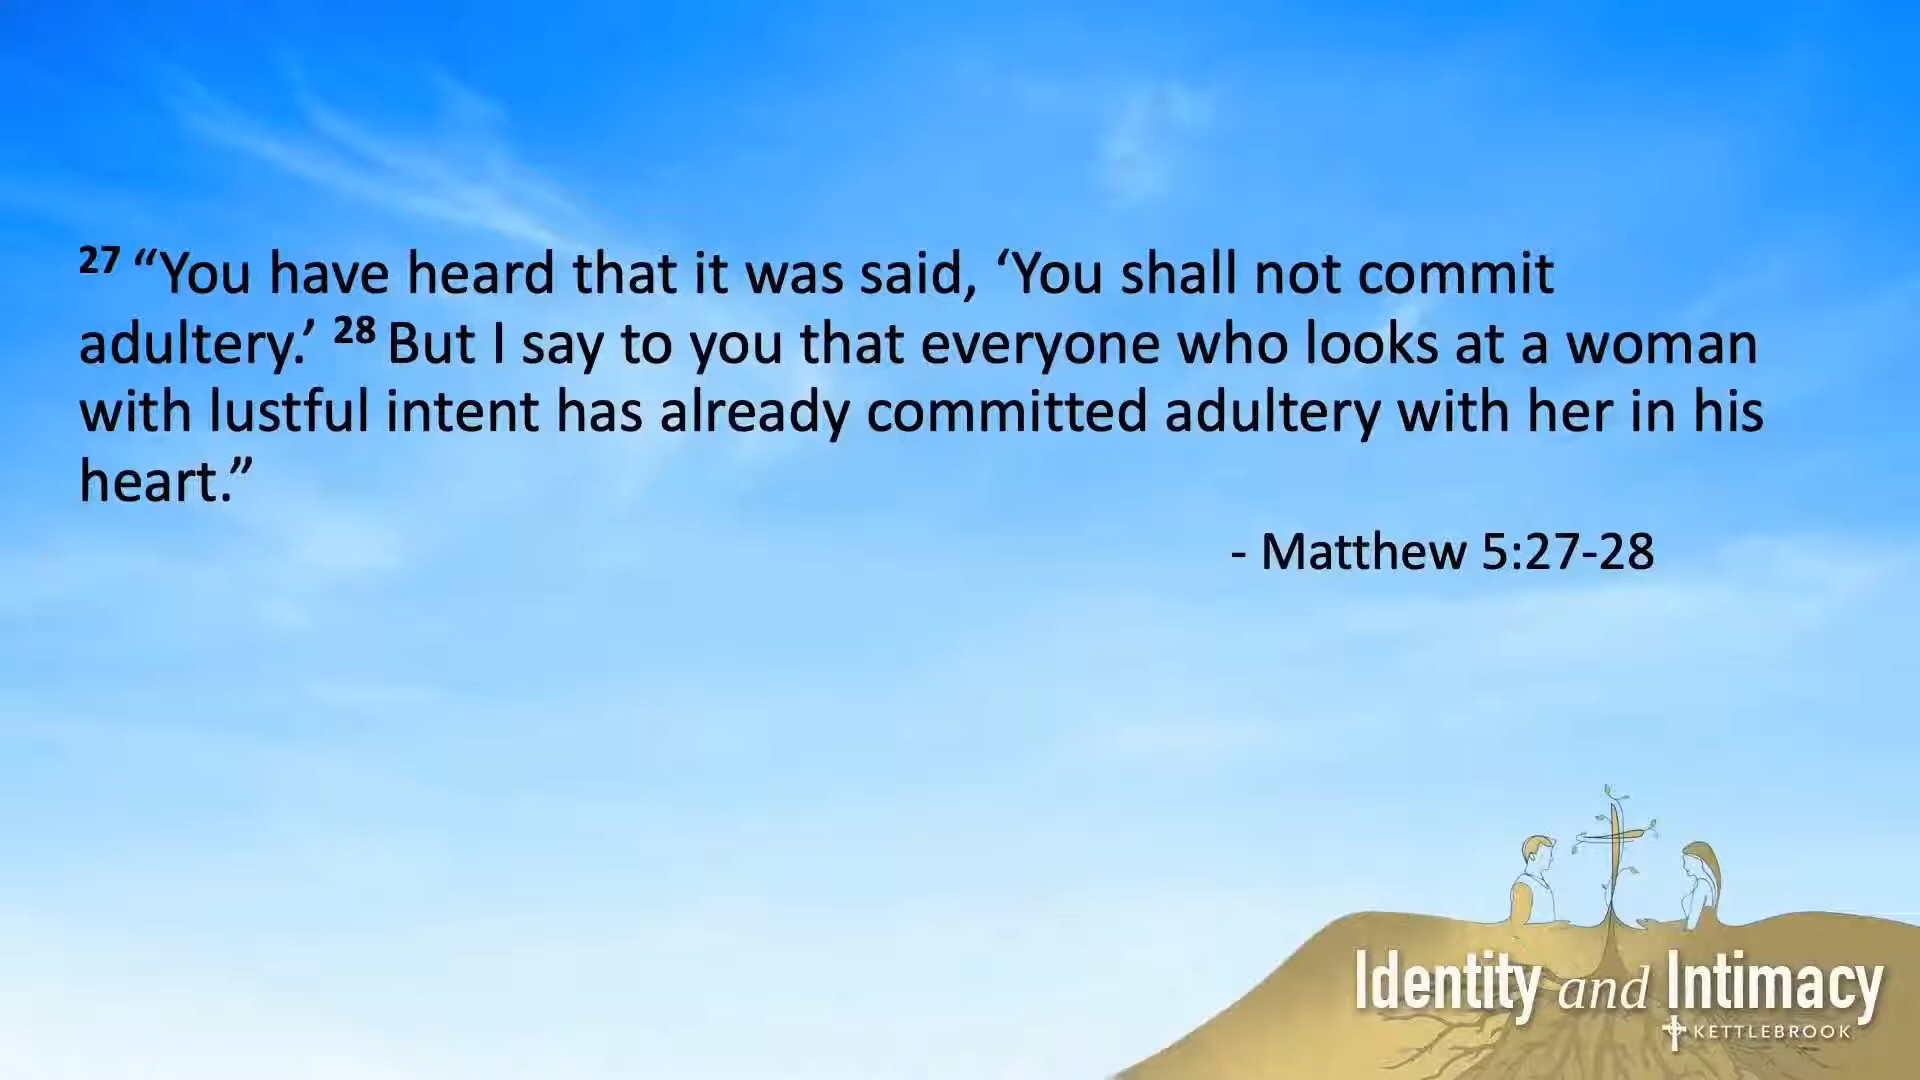 27 “You have heard that it was said, ‘You shall not commit
adultery.’ 28 But I say to you that everyone who looks at a woman
with lustful intent has already committed adultery with her in his
heart.”
- Matthew 5:27-28
Identity and Intimacy
KETTLEBROOK